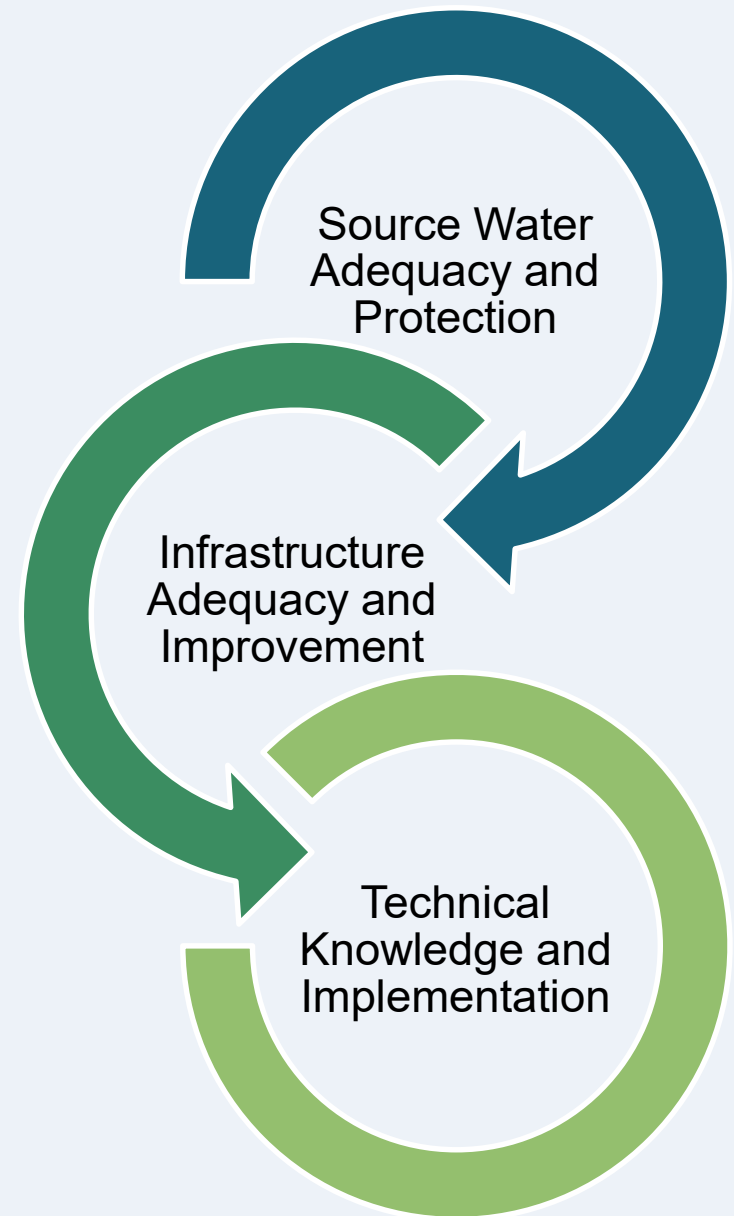 Source Water
Adequacy and
Protection
Infrastructure
Adequacy and
Improvement
Technical
Knowledge and
Implementation